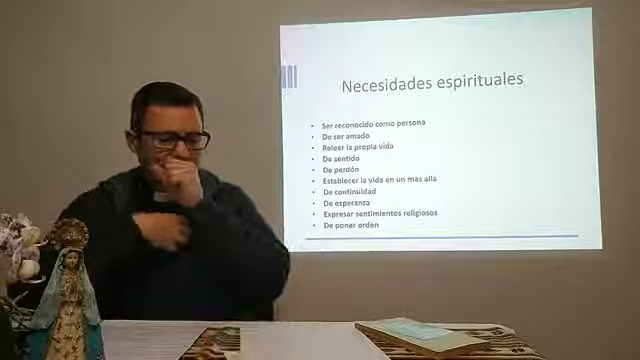 Necesidades espirituales
Ser reconocido como persona
De ser amado
Releer la propia vida
De sentido
De perdón
Establecer la vida en un mas alla
De continuidad
De esperanza
Expresar sentimientos religiosos
De poner orden